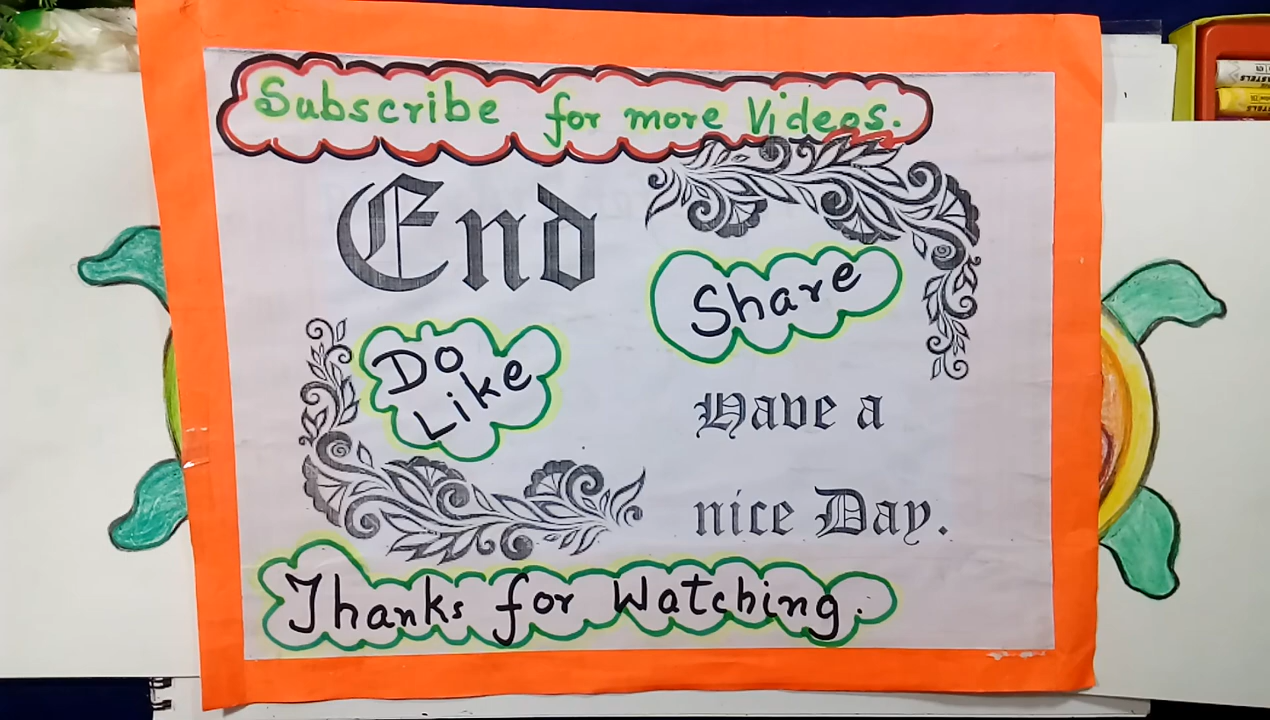 Subscribe for more Videos.
End
Share
Do
Like
Have a
nice Day.
Thanks for Watching.